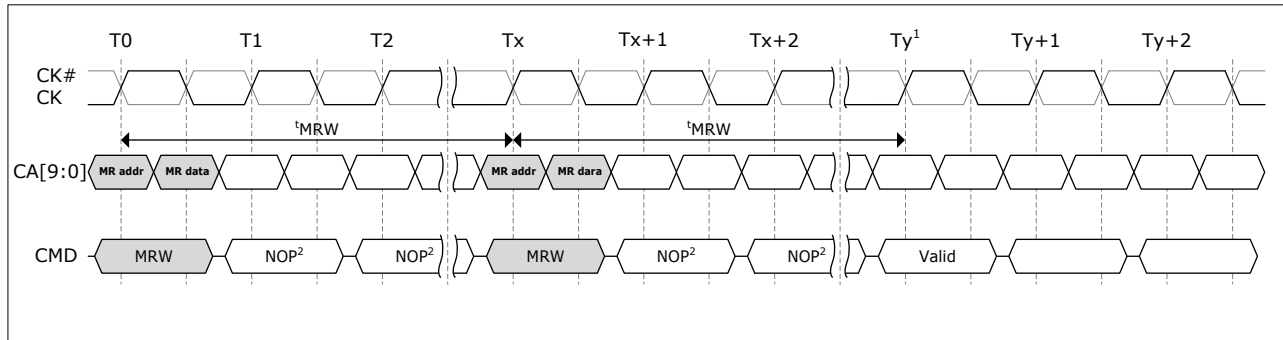 T0 T1 T2 Tx Tx+1 Tx+2 Ty¹ Ty+1 Ty+2
CK#
CK
ᵗMRW ᵗMRW
CA[9:0] MR addr MR data MR addr MR dara
CMD MRW NOP² NOP² MRW NOP² NOP² Valid